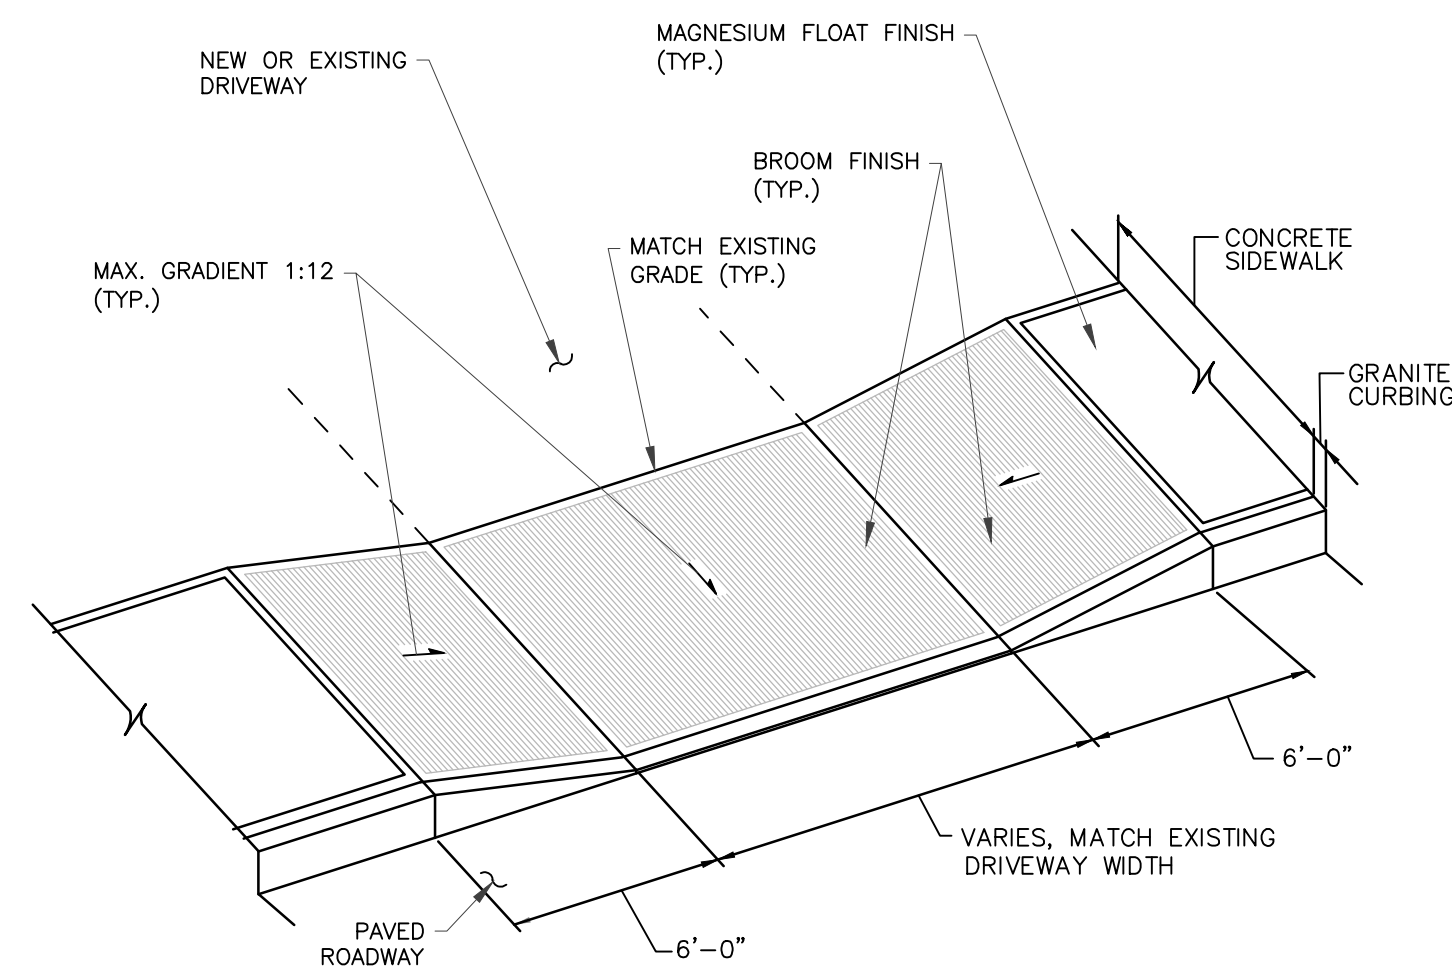 MAGNESIUM FLOAT FINISH
(TYP.)
NEW OR EXISTING
DRIVEWAY
BROOM FINISH
(TYP.)
MATCH EXISTING
GRADE (TYP.)
MAX. GRADIENT 1:12
(TYP.)
CONCRETE
SIDEWALK
GRANITE
CURBING
6'-0"
VARIES, MATCH EXISTING
DRIVEWAY WIDTH
PAVED
ROADWAY
6'-0"